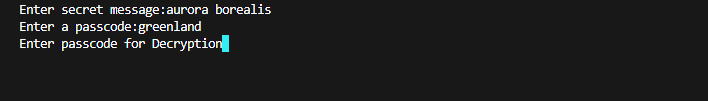 Enter secret message:aurora borealis
Enter a passcode:greenland
Enter passcode for Decryption